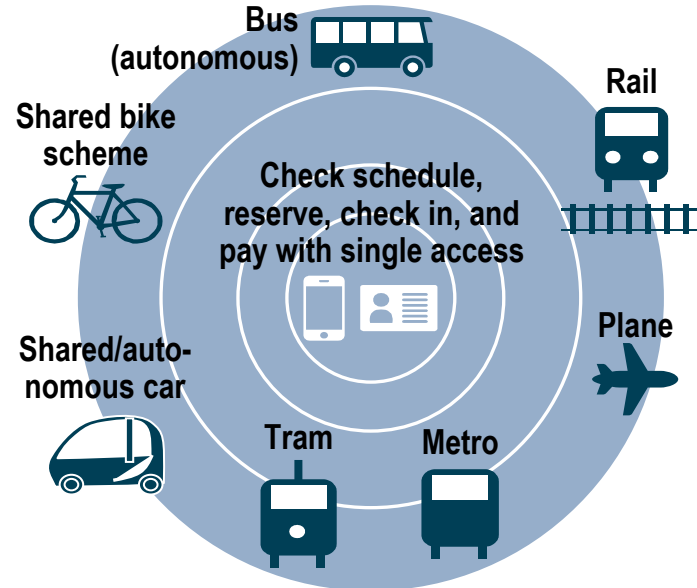 Bus
(autonomous)
Rail
Shared bike
scheme
Check schedule,
reserve, check in, and
pay with single access
Plane
Shared/auto-
nomous car
Tram
Metro